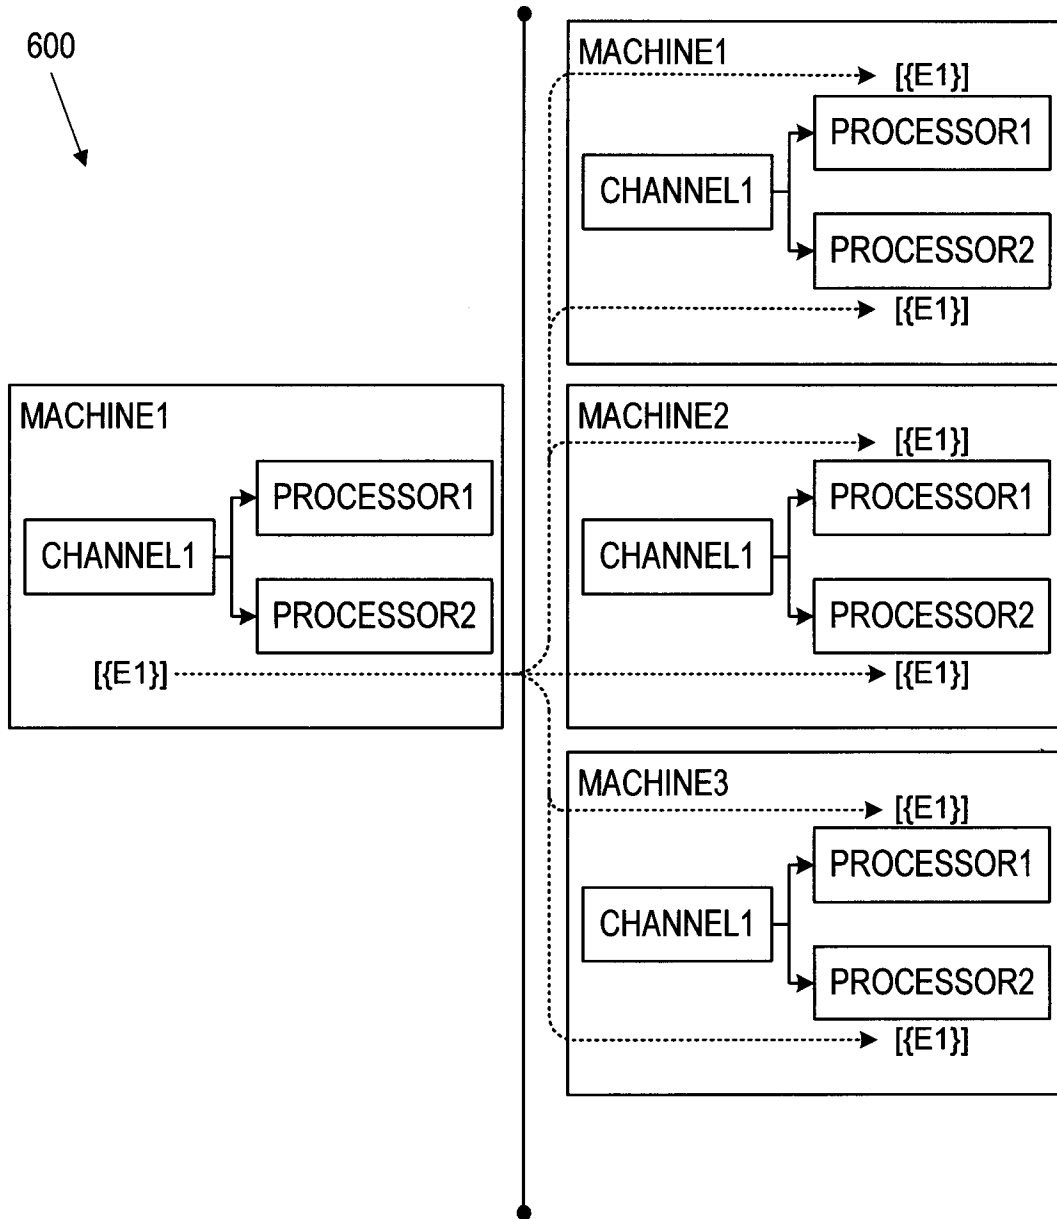 600
MACHINE1
CHANNEL1
PROCESSOR1
PROCESSOR2
[{E1}]
MACHINE1
[{E1}]
CHANNEL1
PROCESSOR1
PROCESSOR2
[{E1}]
MACHINE2
[{E1}]
CHANNEL1
PROCESSOR1
PROCESSOR2
[{E1}]
MACHINE3
[{E1}]
CHANNEL1
PROCESSOR1
PROCESSOR2
[{E1}]